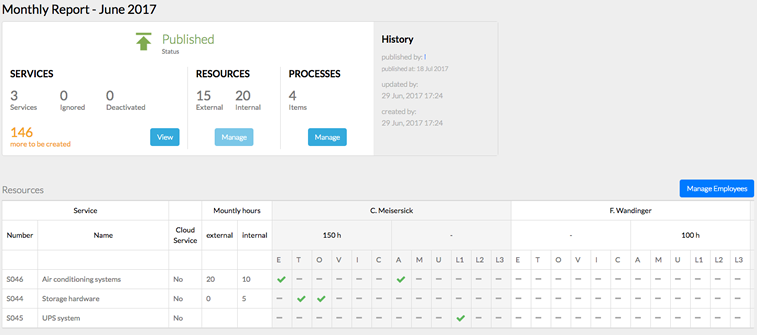 Monthly Report - June 2017
Published
Status
SERVICES
3 0 0
Services Ignored Deactivated
146
more to be created
View
RESOURCES
15 20
External Internal
Manage
PROCESSES
4
Items
Manage
History
published by: I
published at: 18 Jul 2017
updated by:
29 Jun, 2017 17:24
created by:
29 Jun, 2017 17:24
Resources
Manage Employees
Service Mountly hours C. Meisersick F. Wandinger
Number Name Cloud Service external internal 150 h - - 100 h
E T O V I C A M U L1 L2 L3 E T O V I C A M U L1 L2 L3
S046 Air conditioning systems No 20 10
S044 Storage hardware No 0 5
S045 UPS system No